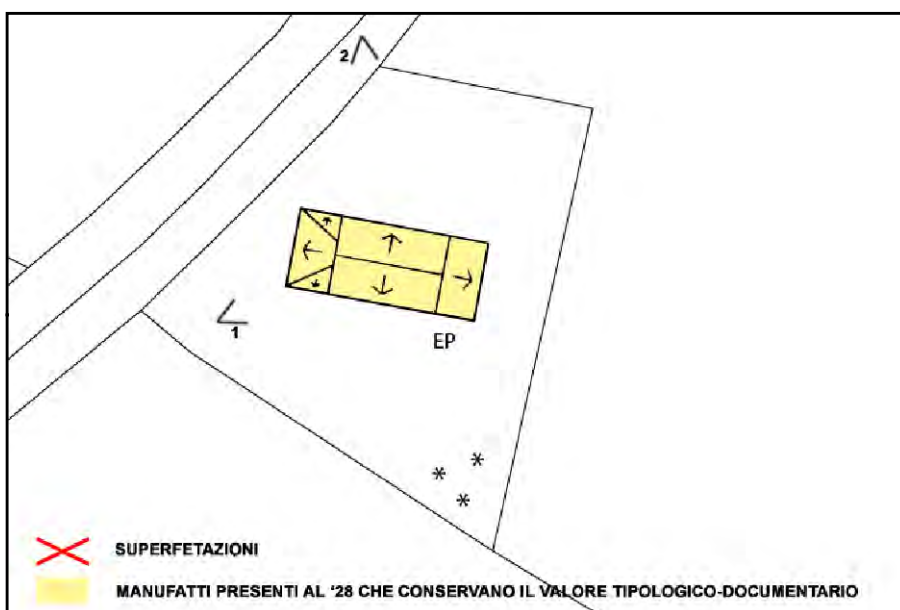 2
1
EP
SUPERFETAZIONI
MANUFATTI PRESENTI AL '28 CHE CONSERVANO IL VALORE TIPOLOGICO-DOCUMENTARIO